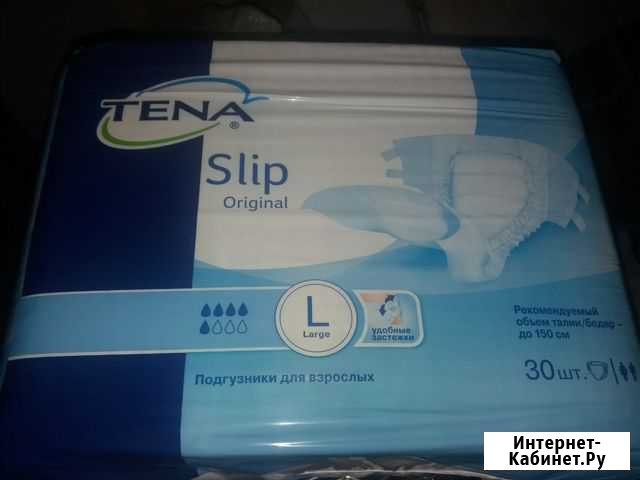 TENA®
Slip
Original
L
Large
удобные
застежки
Рекомендуемый
объем талии/бедер –
до 150 см
Подгузники для взрослых
30 шт.
Интернет-
Кабинет.Ру